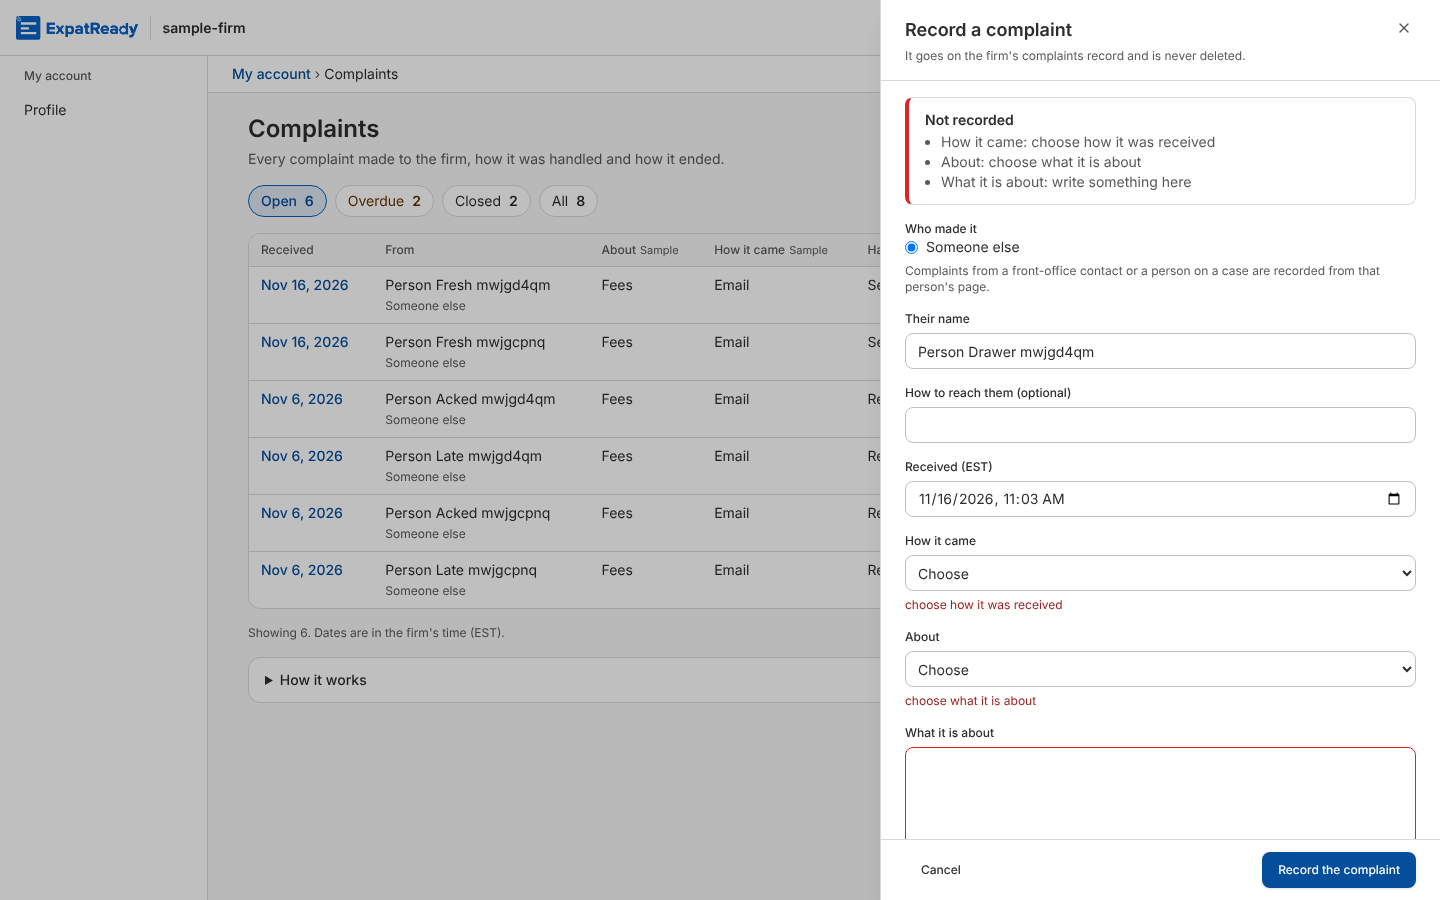 ExpatReady
sample-firm
My account
Profile
My account › Complaints
Complaints
Every complaint made to the firm, how it was handled and how it ended.
Open 6
Overdue 2
Closed 2
All 8
Received From About Sample How it came Sample
Nov 16, 2026 Person Fresh mwjgd4qm Fees Email
Someone else
Nov 16, 2026 Person Fresh mwjgcpnq Fees Email
Someone else
Nov 6, 2026 Person Acked mwjgd4qm Fees Email
Someone else
Nov 6, 2026 Person Late mwjgd4qm Fees Email
Someone else
Nov 6, 2026 Person Acked mwjgcpnq Fees Email
Someone else
Nov 6, 2026 Person Late mwjgcpnq Fees Email
Someone else
Showing 6. Dates are in the firm's time (EST).
How it works
Record a complaint
It goes on the firm's complaints record and is never deleted.
Not recorded
How it came: choose how it was received
About: choose what it is about
What it is about: write something here
Who made it
Someone else
Complaints from a front-office contact or a person on a case are recorded from that
person's page.
Their name
Person Drawer mwjgd4qm
How to reach them (optional)
Received (EST)
11/16/2026, 11:03 AM
How it came
Choose
choose how it was received
About
Choose
choose what it is about
What it is about
Cancel
Record the complaint